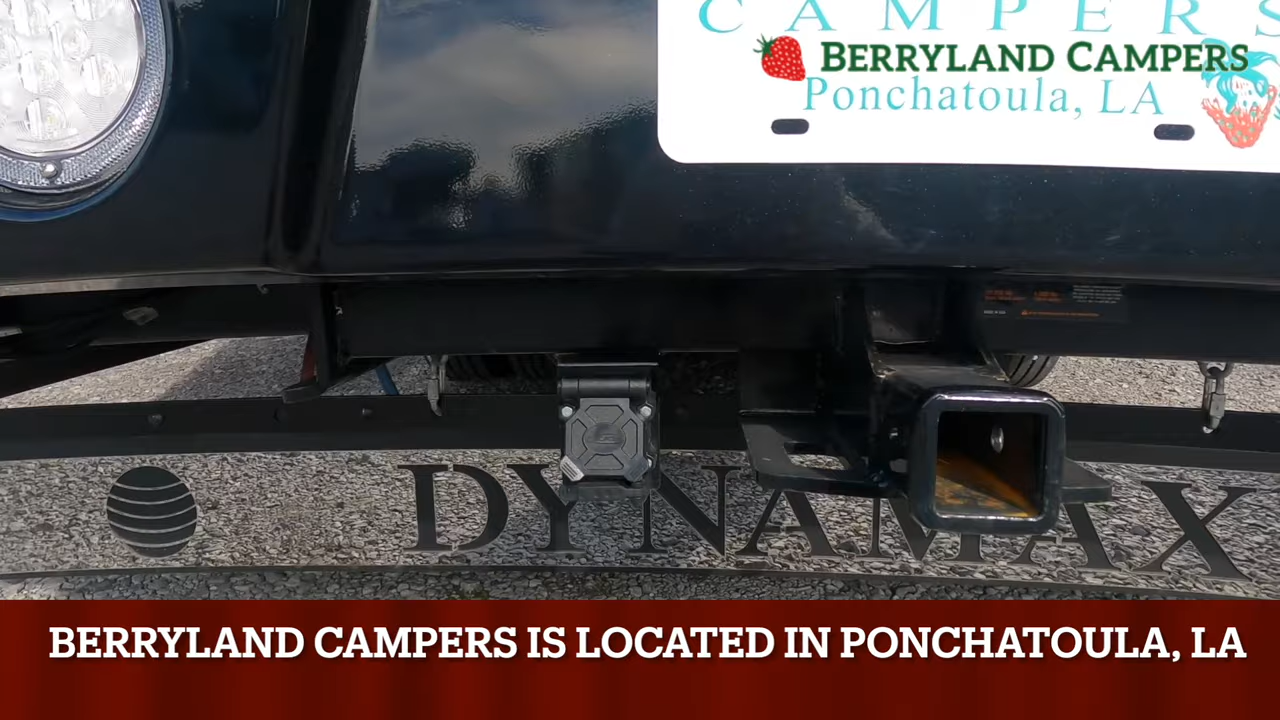 CAMPERS
BERRYLAND CAMPERS
Ponchatoula, LA
DYNAMAX
BERRYLAND CAMPERS IS LOCATED IN PONCHATOULA, LA